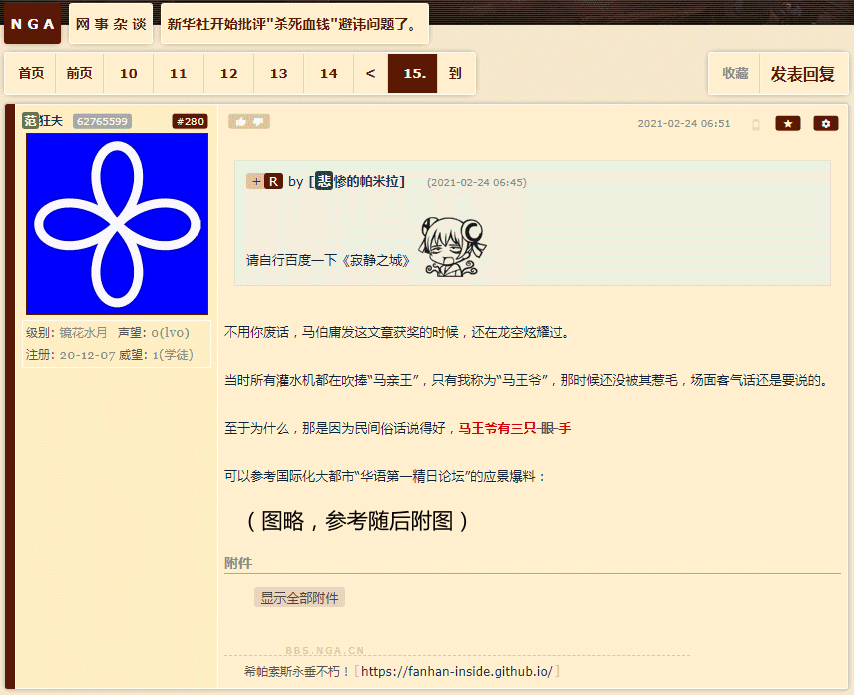 NGA 网事杂谈 新华社开始批评"杀死血钱"避讳问题了。
首页 前页 10 11 12 13 14 < 15. 到 收藏 发表回复
范狂夫 62765599 #280
2021-02-24 06:51
+ R by [悲惨的帕米拉] (2021-02-24 06:45)
请自行百度一下《寂静之城》
级别: 镜花水月 声望: 0(lv0)
注册: 20-12-07 威望: 1(学徒)
不用你废话，马伯庸发这文章获奖的时候，还在龙空炫耀过。
当时所有灌水机都在吹捧“马亲王”，只有我称为“马王爷”，那时候还没被其惹毛，场面客气话还是要说的。
至于为什么，那是因为民间俗话说得好，马王爷有三只 眼 手
可以参考国际化大都市“华语第一精日论坛”的应景爆料：
（图略，参考随后附图）
附件
显示全部附件
BBS.NGA.CN
希帕索斯永垂不朽！[https://fanhan-inside.github.io/]